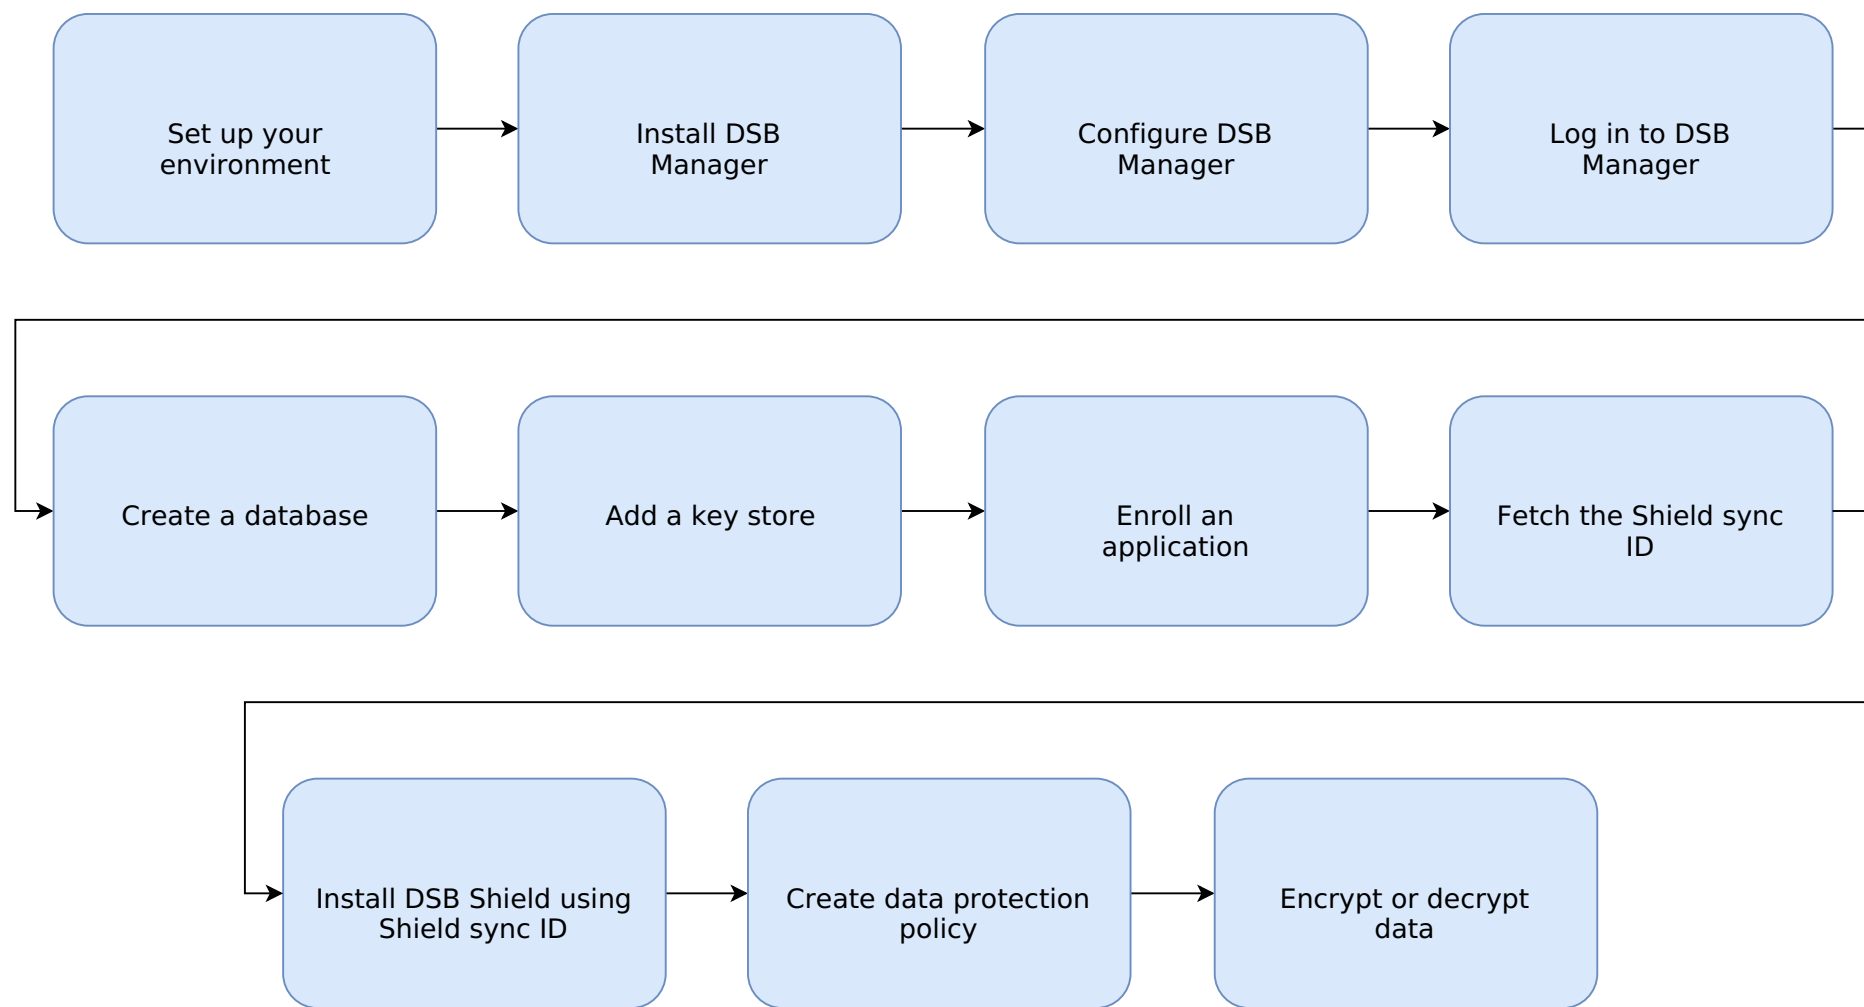 Set up your
environment
Install DSB
Manager
Configure DSB
Manager
Log in to DSB
Manager
Create a database
Add a key store
Enroll an
application
Fetch the Shield sync
ID
Install DSB Shield using
Shield sync ID
Create data protection
policy
Encrypt or decrypt
data